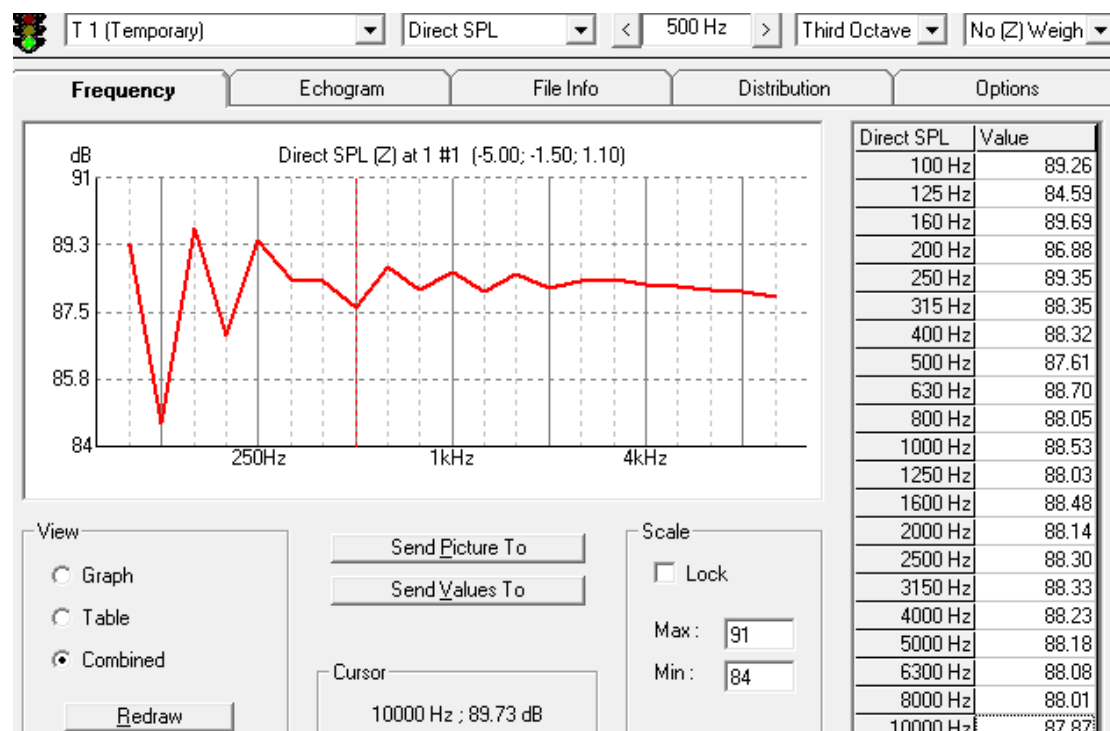 T 1 (Temporary) Direct SPL < 500 Hz > Third Octave No (Z) Weigh
Frequency Echogram File Info Distribution Options
dB Direct SPL (Z) at 1 #1 (-5.00; -1.50; 1.10)
91
89.3
87.5
85.8
84
250Hz 1kHz 4kHz
Direct SPL Value
100 Hz 89.26
125 Hz 84.59
160 Hz 89.69
200 Hz 86.88
250 Hz 89.35
315 Hz 88.35
400 Hz 88.32
500 Hz 87.61
630 Hz 88.70
800 Hz 88.05
1000 Hz 88.53
1250 Hz 88.03
1600 Hz 88.48
2000 Hz 88.14
2500 Hz 88.30
3150 Hz 88.33
4000 Hz 88.23
5000 Hz 88.18
6300 Hz 88.08
8000 Hz 88.01
10000 Hz 87.87
View
Graph
Table
Combined
Redraw
Send Picture To
Send Values To
Cursor
10000 Hz ; 89.73 dB
Scale
Lock
Max : 91
Min : 84